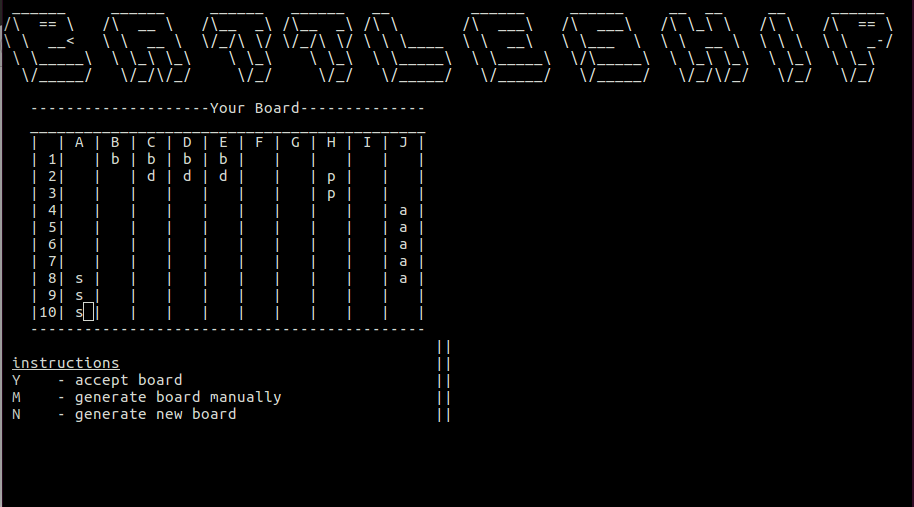 BATTLESHIP
--------------------Your Board--------------
| | A | B | C | D | E | F | G | H | I | J |
| 1| | b | b | b | b | | | | | |
| 2| | | d | d | d | | | p | | |
| 3| | | | | | | | p | | |
| 4| | | | | | | | | | a |
| 5| | | | | | | | | | a |
| 6| | | | | | | | | | a |
| 7| | | | | | | | | | a |
| 8| s | | | | | | | | | a |
| 9| s | | | | | | | | | |
|10| s | | | | | | | | | |
--------------------------------------------
instructions
Y - accept board
M - generate board manually
N - generate new board